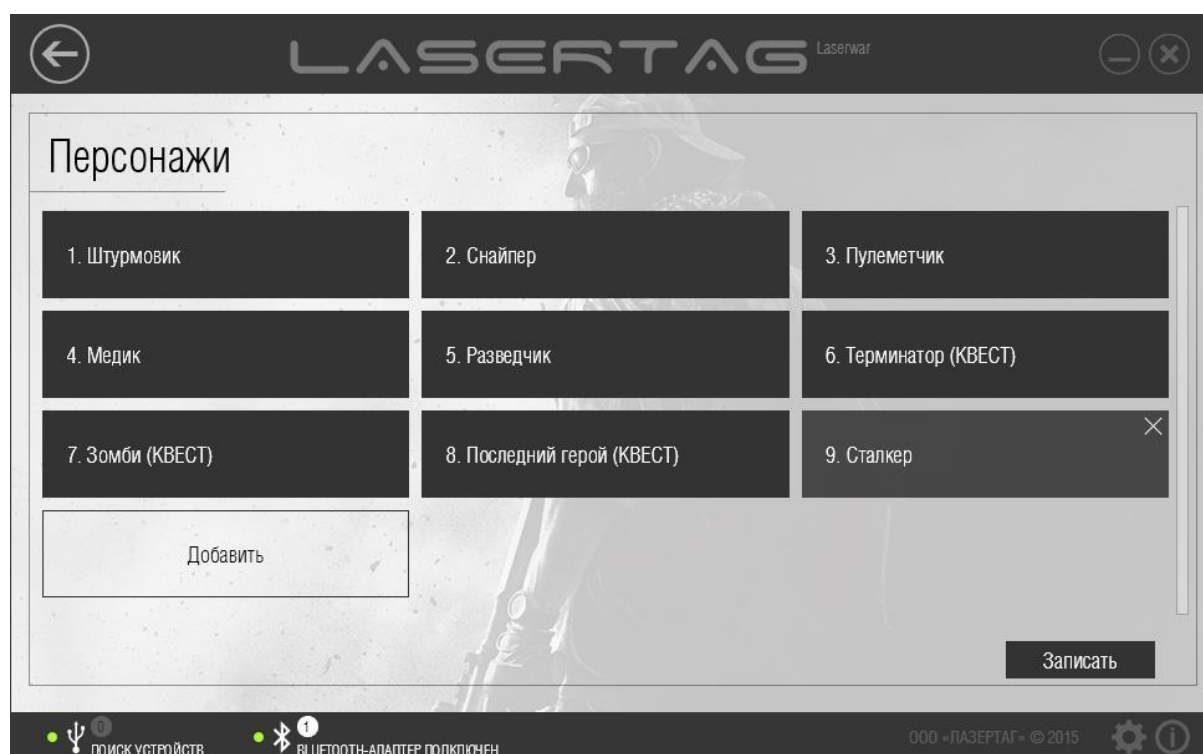 LASERTAG Laserwar
Персонажи
1. Штурмовик
2. Снайпер
3. Пулеметчик
4. Медик
5. Разведчик
6. Терминатор (КВЕСТ)
7. Зомби (КВЕСТ)
8. Последний герой (КВЕСТ)
9. Сталкер
Добавить
Записать
0
ПОИСК УСТРОЙСТВ
1
BLUETOOTH-АДАПТЕР ПОДКЛЮЧЕН
ООО «ЛАЗЕРТАГ» © 2015